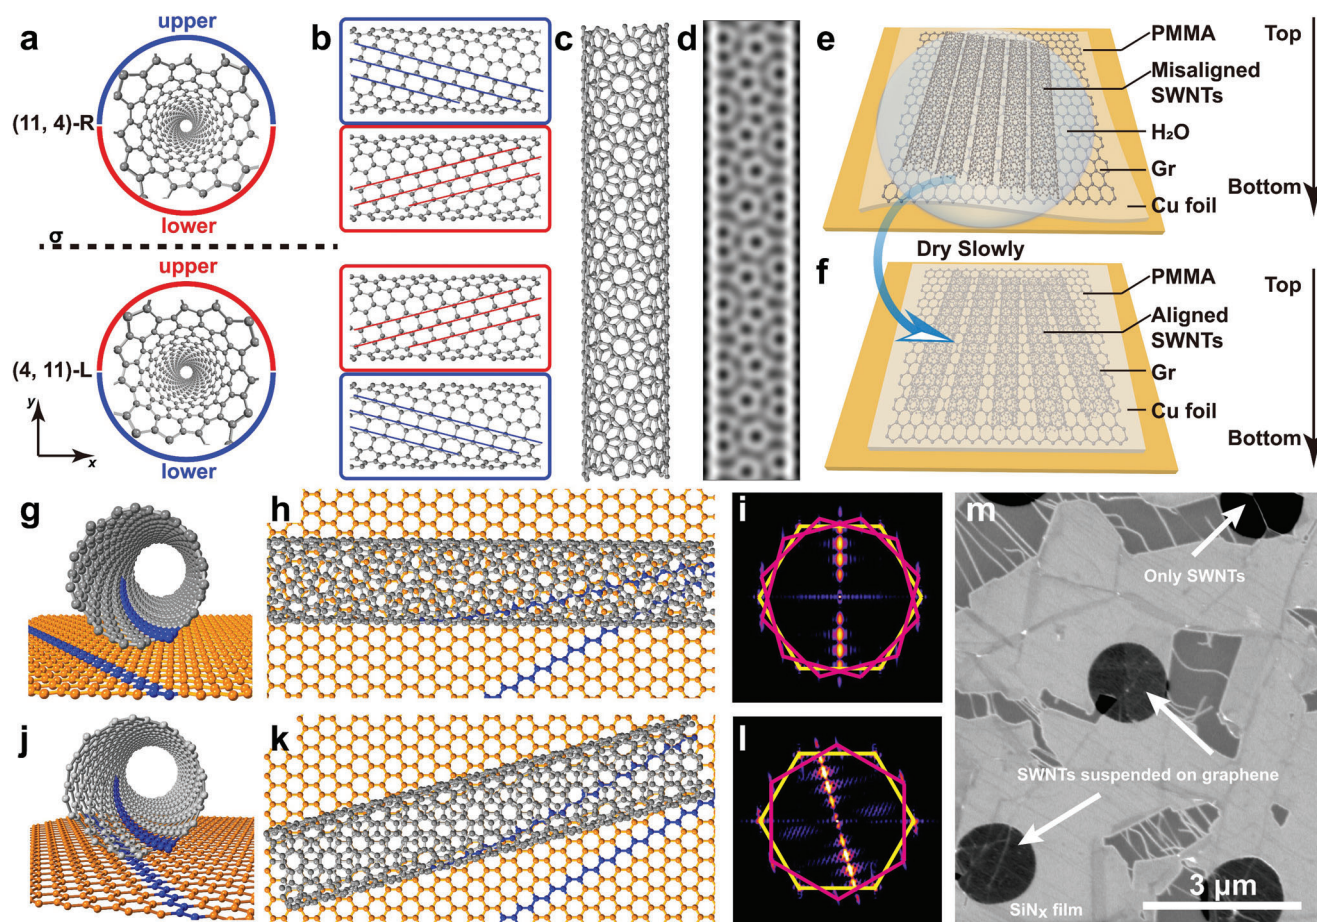 a
upper
(11, 4)-R
lower
σ
upper
(4, 11)-L
lower
y
x
b
c
d
e
PMMA
Misaligned
SWNTs
H₂O
Gr
Cu foil
Top
Bottom
Dry Slowly
f
PMMA
Aligned
SWNTs
Gr
Cu foil
Top
Bottom
g
h
i
j
k
l
m
Only SWNTs
SWNTs suspended on graphene
SiNₓ film
3 μm